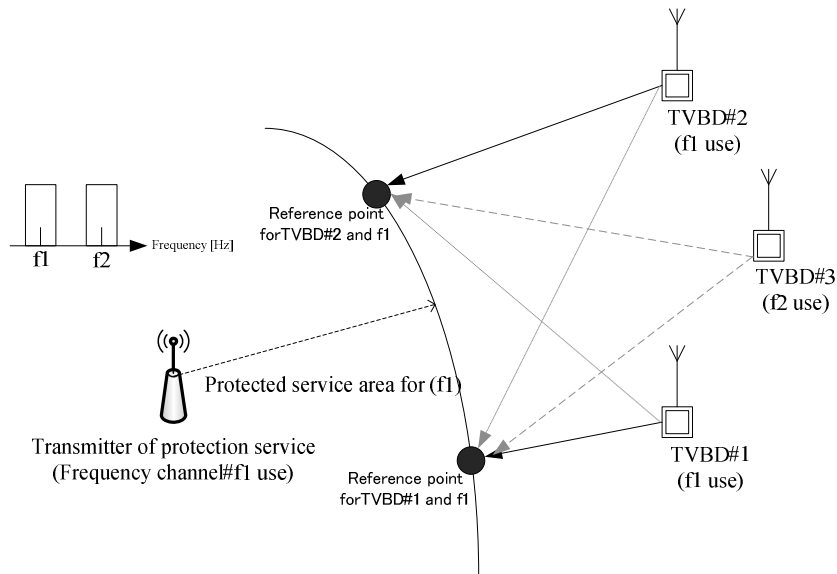 TVBD#2
(f1 use)
Reference point
forTVBD#2 and f1
f1
f2
Frequency [Hz]
TVBD#3
(f2 use)
Protected service area for (f1)
Transmitter of protection service
(Frequency channel#f1 use)
TVBD#1
(f1 use)
Reference point
forTVBD#1 and f1